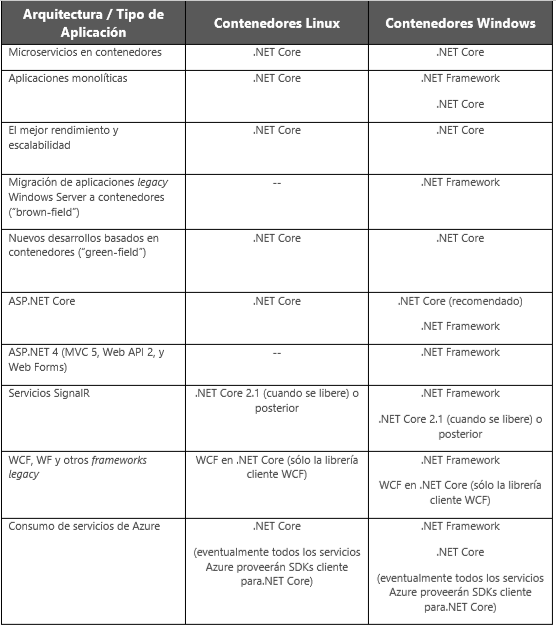 Arquitectura / Tipo de
Aplicación
Contenedores Linux
Contenedores Windows
Microservicios en contenedores
.NET Core
.NET Core
Aplicaciones monolíticas
.NET Core
.NET Framework
.NET Core
El mejor rendimiento y
escalabilidad
.NET Core
.NET Core
Migración de aplicaciones legacy
Windows Server a contenedores
("brown-field")
--
.NET Framework
Nuevos desarrollos basados en
contenedores ("green-field")
.NET Core
.NET Core
ASP.NET Core
.NET Core
.NET Core (recomendado)
.NET Framework
ASP.NET 4 (MVC 5, Web API 2, y
Web Forms)
--
.NET Framework
Servicios SignalR
.NET Core 2.1 (cuando se libere) o
posterior
.NET Framework
.NET Core 2.1 (cuando se libere) o
posterior
WCF, WF y otros frameworks
legacy
WCF en .NET Core (sólo la librería
cliente WCF)
.NET Framework
WCF en .NET Core (sólo la librería
cliente WCF)
Consumo de servicios de Azure
.NET Core
(eventualmente todos los servicios
Azure proveerán SDKs cliente
para.NET Core)
.NET Framework
.NET Core
(eventualmente todos los servicios
Azure proveerán SDKs cliente
para.NET Core)